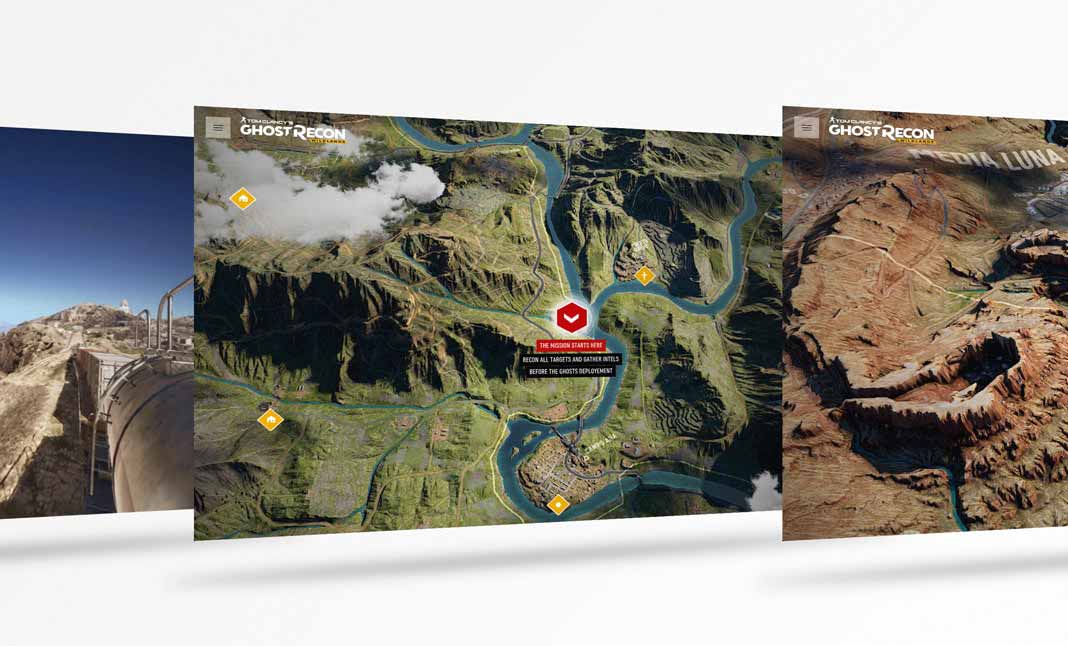 TOM CLANCY'S
GHOST RECON
WILDLANDS
THE MISSION STARTS HERE
RECON ALL TARGETS AND GATHER INTELS
BEFORE THE GHOSTS DEPLOYEMENT
TOM CLANCY'S
GHOST RECON
WILDLANDS
MEDIA LUNA